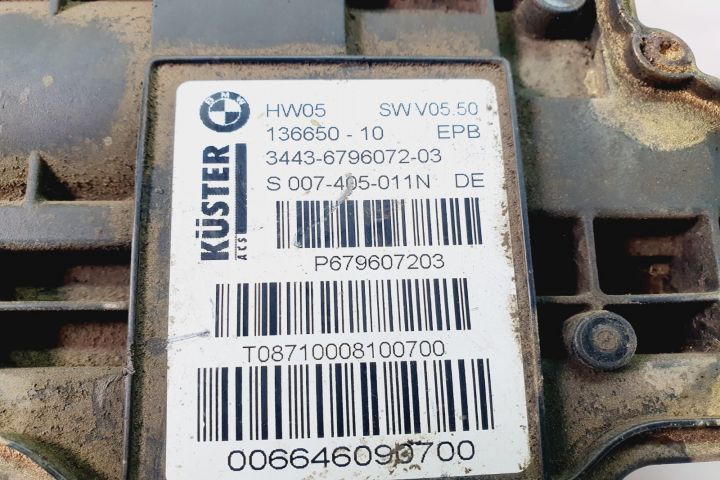 BMW
HW05 SW V05.50
136650 - 10 EPB
3443-6796072-03
S 007-405-011N DE
KÜSTER
ACS
P679607203
T08710008100700
006646090700